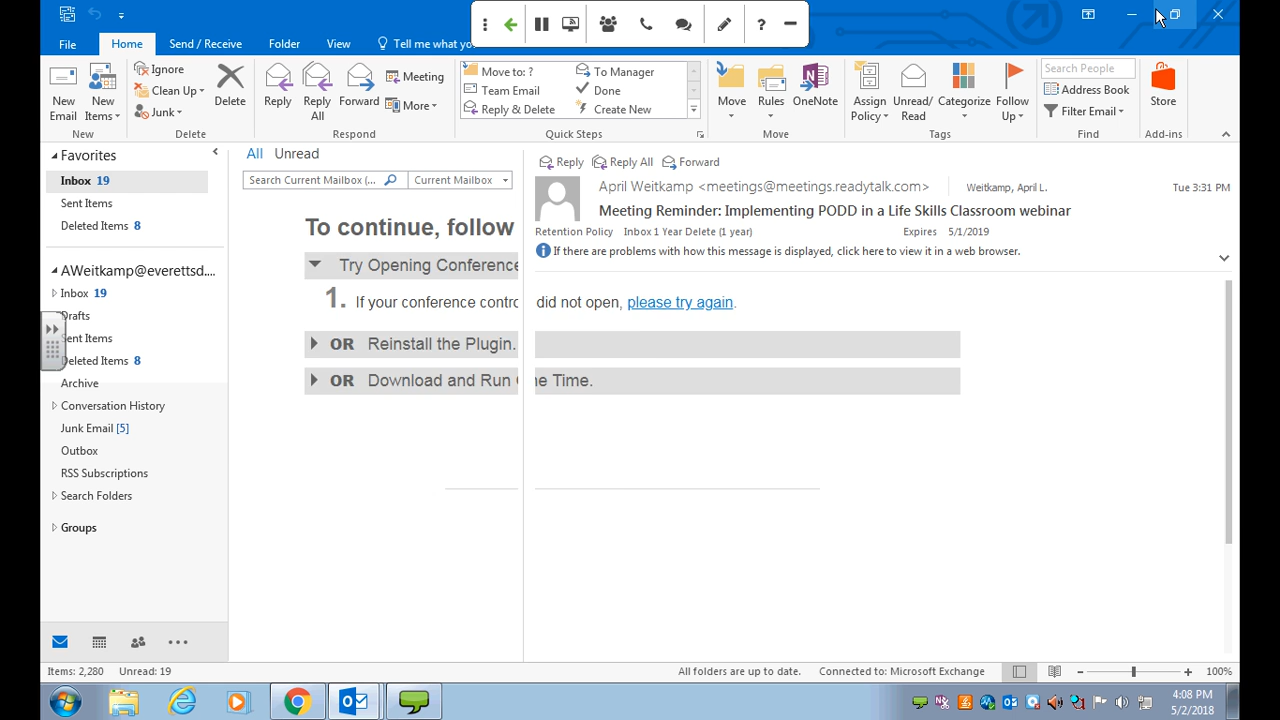 File
Home
Send / Receive
Folder
View
Tell me what yo
New Email
New Items
New
Ignore
Clean Up
Junk
Delete
Delete
Reply
Reply All
Forward
Meeting
More
Respond
Move to: ?
To Manager
Team Email
Done
Reply & Delete
Create New
Quick Steps
Move
Rules
OneNote
Move
Assign Policy
Unread/ Read
Categorize
Follow Up
Tags
Search People
Address Book
Filter Email
Find
Store
Add-ins
Favorites
Inbox 19
Sent Items
Deleted Items 8
AWeitkamp@everettsd....
Inbox 19
Drafts
Sent Items
Deleted Items 8
Archive
Conversation History
Junk Email [5]
Outbox
RSS Subscriptions
Search Folders
Groups
All Unread
Search Current Mailbox (...
Current Mailbox
To continue, follow
Try Opening Conference
1. If your conference contro did not open, please try again.
OR Reinstall the Plugin.
OR Download and Run O ne Time.
Reply Reply All Forward
April Weitkamp <meetings@meetings.readytalk.com>
Weitkamp, April L.
Tue 3:31 PM
Meeting Reminder: Implementing PODD in a Life Skills Classroom webinar
Retention Policy Inbox 1 Year Delete (1 year)
Expires 5/1/2019
If there are problems with how this message is displayed, click here to view it in a web browser.
Items: 2,280 Unread: 19
All folders are up to date.
Connected to: Microsoft Exchange
100%
4:08 PM
5/2/2018